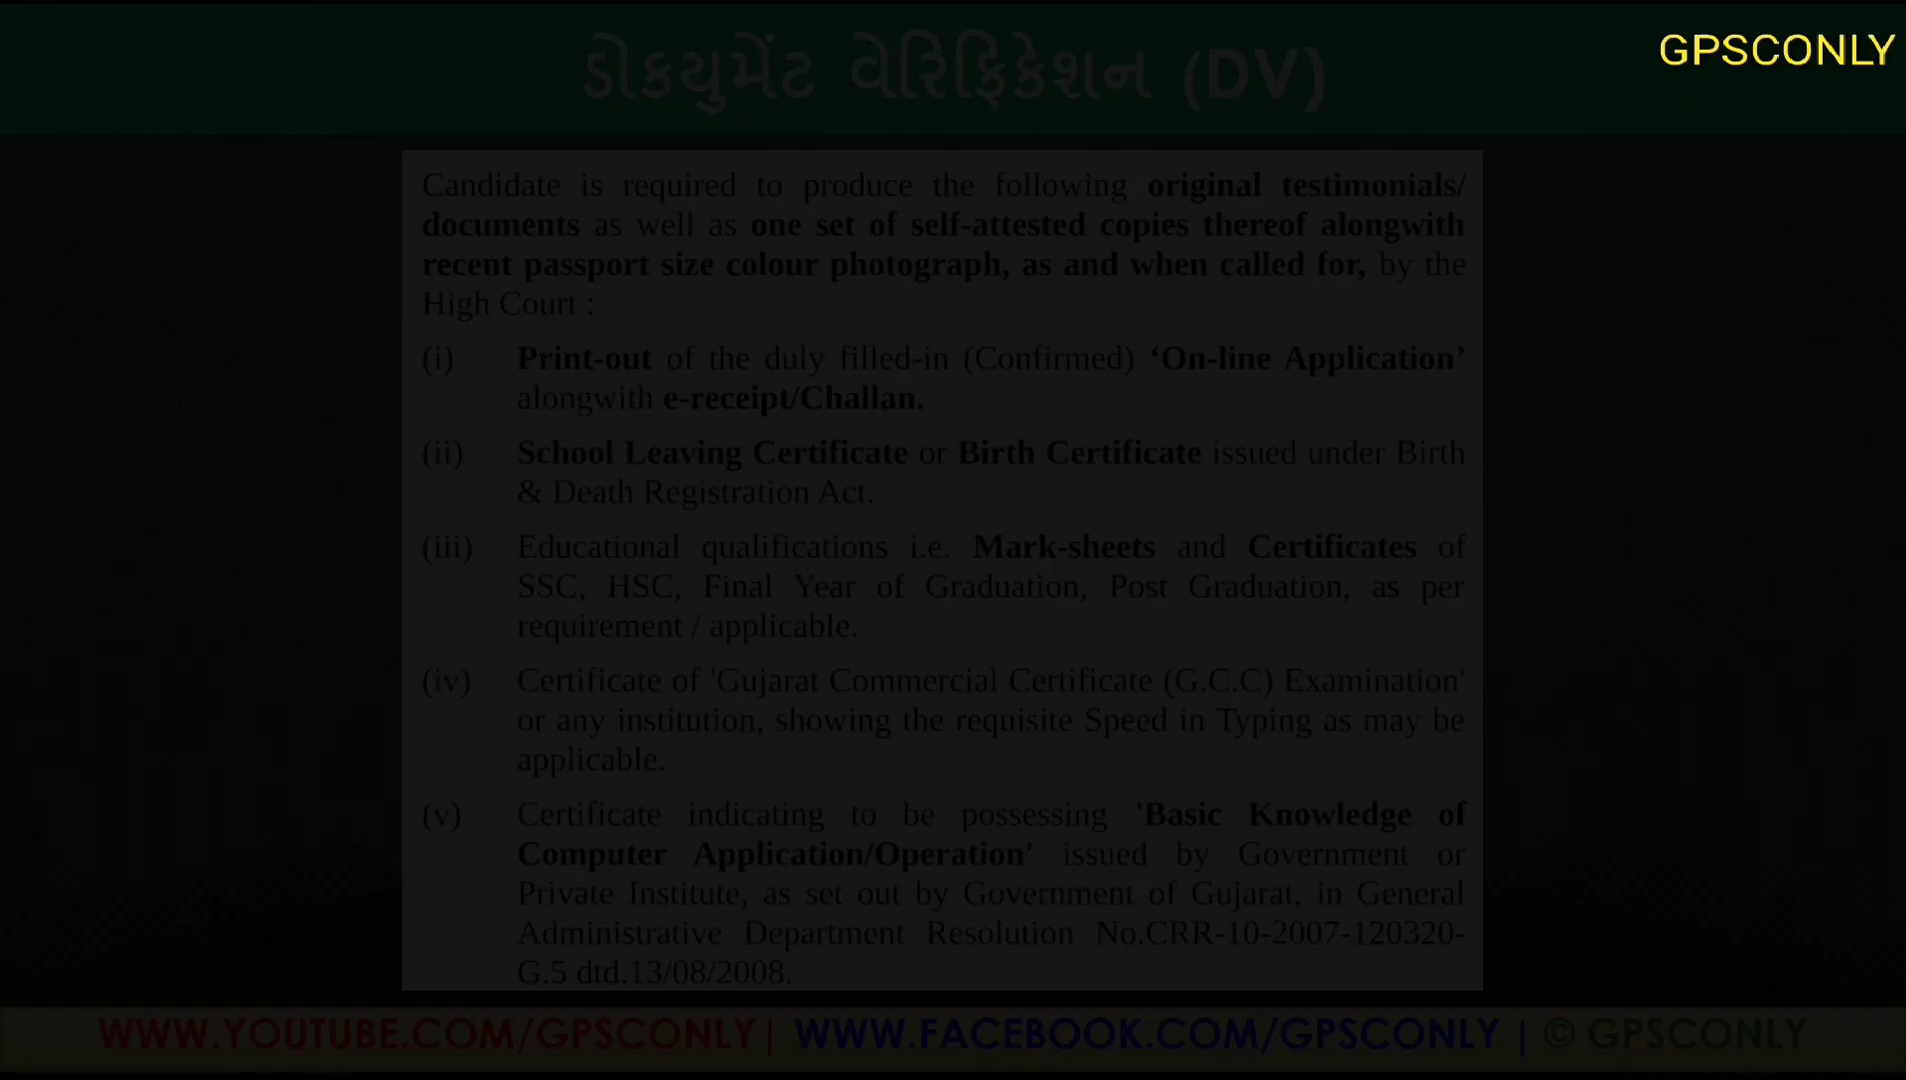 ડોક્યુમેંટ વેરિફિકેશન (DV)
GPSCONLY
Candidate is required to produce the following original testimonials/
documents as well as one set of self-attested copies thereof alongwith
recent passport size colour photograph, as and when called for, by the
High Court :
(i) Print-out of the duly filled-in (Confirmed) ‘On-line Application’
alongwith e-receipt/Challan.
(ii) School Leaving Certificate or Birth Certificate issued under Birth
& Death Registration Act.
(iii) Educational qualifications i.e. Mark-sheets and Certificates of
SSC, HSC, Final Year of Graduation, Post Graduation, as per
requirement / applicable.
(iv) Certificate of 'Gujarat Commercial Certificate (G.C.C) Examination'
or any institution, showing the requisite Speed in Typing as may be
applicable.
(v) Certificate indicating to be possessing 'Basic Knowledge of
Computer Application/Operation' issued by Government or
Private Institute, as set out by Government of Gujarat, in General
Administrative Department Resolution No.CRR-10-2007-120320-
G.5 dtd.13/08/2008.
WWW.YOUTUBE.COM/GPSCONLY| WWW.FACEBOOK.COM/GPSCONLY | © GPSCONLY